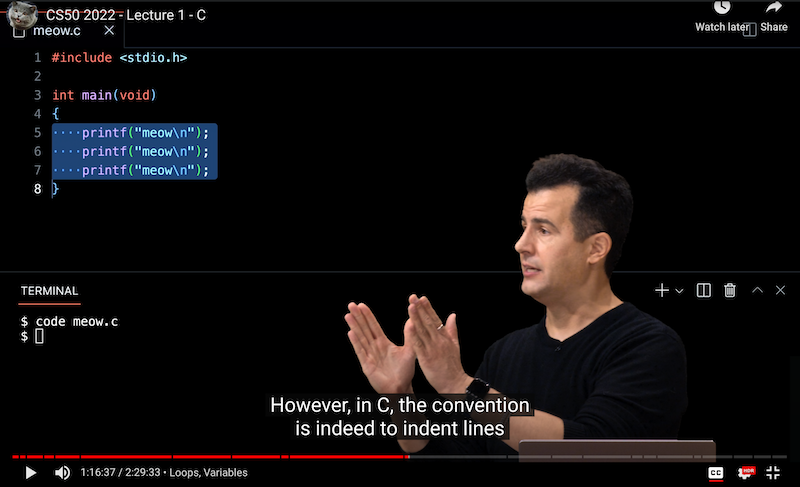 CS50 2022 - Lecture 1 - C
Watch later
Share
meow.c
1 #include <stdio.h>
2
3 int main(void)
4 {
5 ····printf("meow\n");
6 ····printf("meow\n");
7 ····printf("meow\n");
8 }
TERMINAL
$ code meow.c
$
However, in C, the convention
is indeed to indent lines
1:16:37 / 2:29:33 • Loops, Variables
CC
HDR